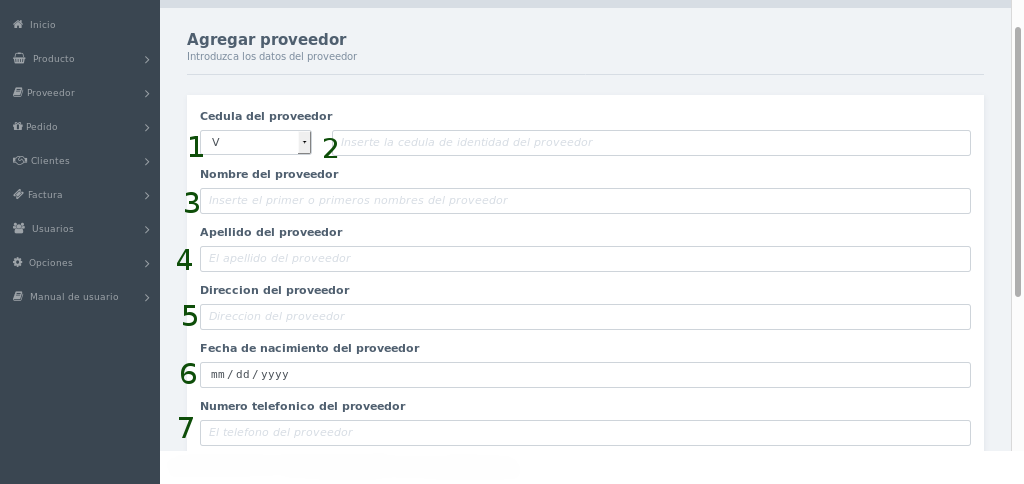 Inicio
Producto
Proveedor
Pedido
Clientes
Factura
Usuarios
Opciones
Manual de usuario
Agregar proveedor
Introduzca los datos del proveedor
Cedula del proveedor
1 V 2 Inserte la cedula de identidad del proveedor
Nombre del proveedor
3 Inserte el primer o primeros nombres del proveedor
Apellido del proveedor
4 El apellido del proveedor
Direccion del proveedor
5 Direccion del proveedor
Fecha de nacimiento del proveedor
6 mm/dd/yyyy
Numero telefonico del proveedor
7 El telefono del proveedor